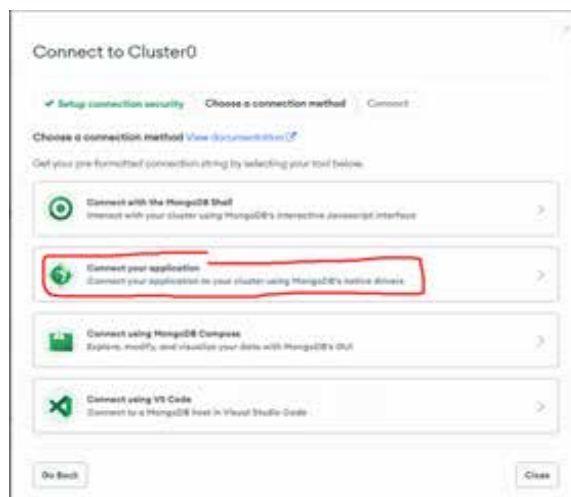 Connect to Cluster0
Setup connection security Choose a connection method Connect
Choose a connection method View documentation
Get your pre-formatted connection string by selecting your tool below.
Connect with the MongoDB Shell
Interact with your cluster using MongoDB's interactive Javascript interface
Connect your application
Connect your application to your cluster using MongoDB's native drivers
Connect using MongoDB Compass
Explore, modify, and visualize your data with MongoDB's GUI
Connect using VS Code
Connect to a MongoDB host in Visual Studio Code
Go Back
Close